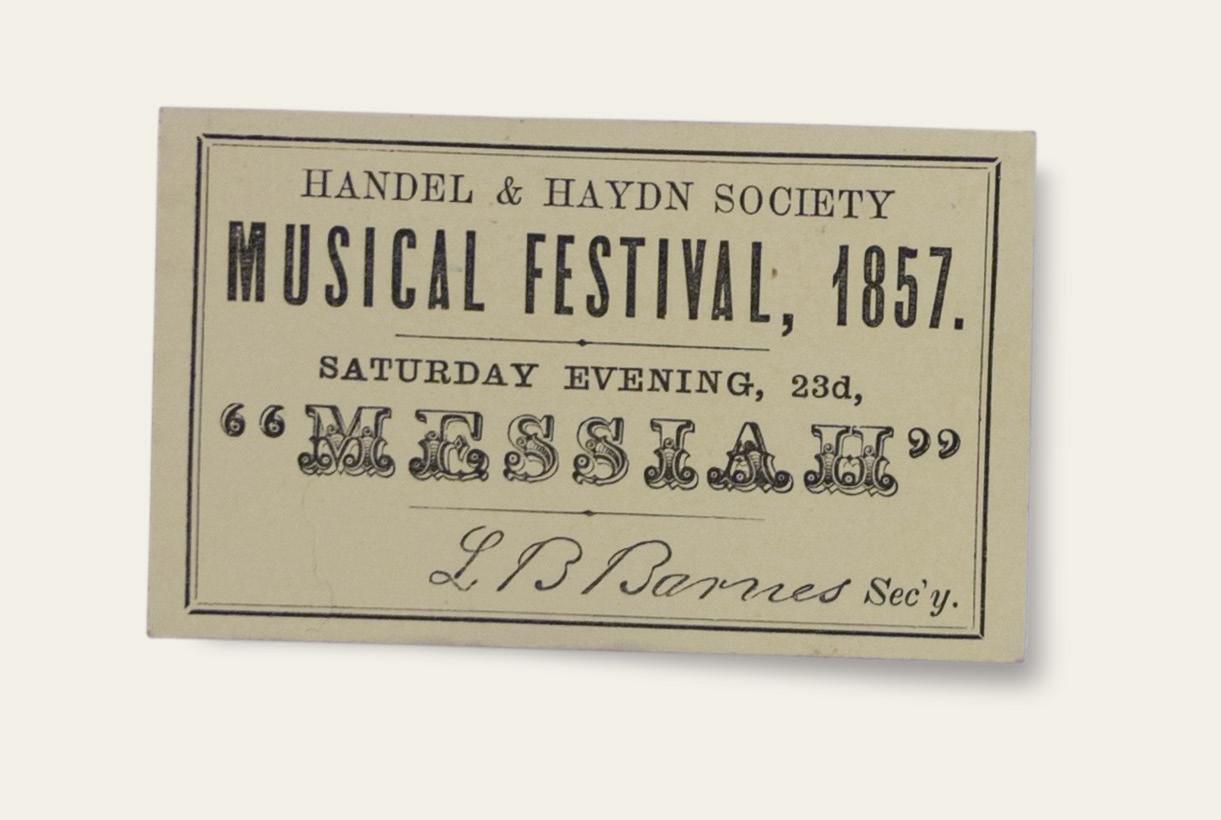 HANDEL & HAYDN SOCIETY
MUSICAL FESTIVAL, 1857.
SATURDAY EVENING, 23d,
“MESSIAH”
L B Barnes Sec'y.